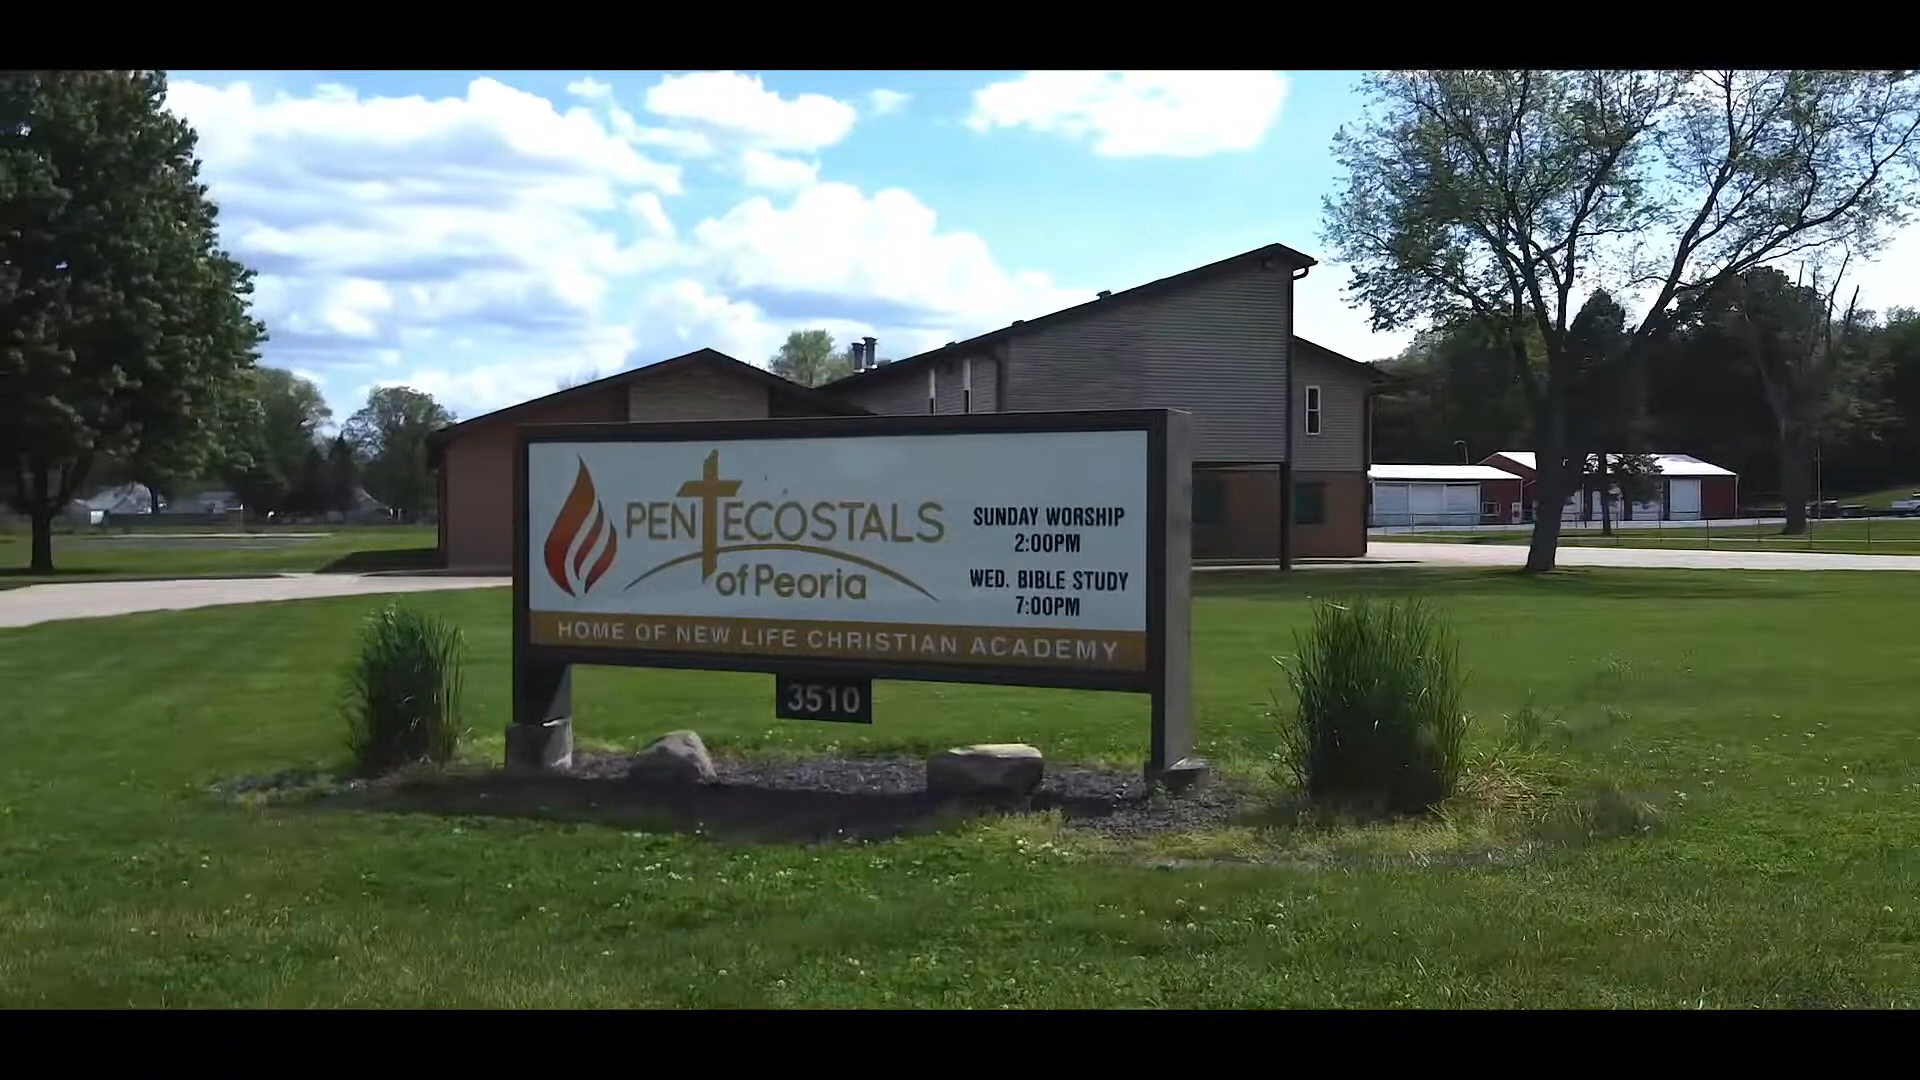 PENTECOSTALS
of Peoria
SUNDAY WORSHIP
2:00PM
WED. BIBLE STUDY
7:00PM
HOME OF NEW LIFE CHRISTIAN ACADEMY
3510